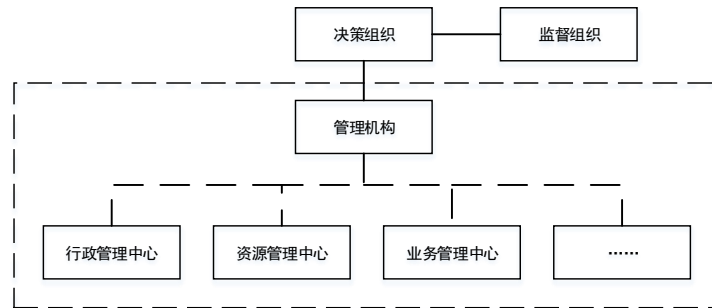 决策组织
监督组织
管理机构
行政管理中心
资源管理中心
业务管理中心
……